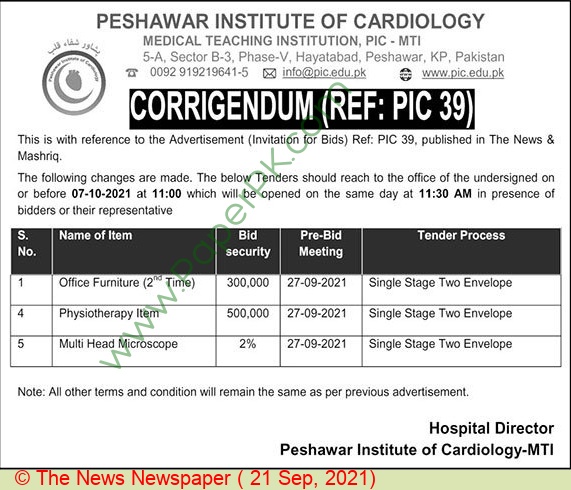 PESHAWAR INSTITUTE OF CARDIOLOGY
MEDICAL TEACHING INSTITUTION, PIC - MTI
5-A, Sector B-3, Phase-V, Hayatabad, Peshawar, KP, Pakistan
0092 919219641-5 info@pic.edu.pk www.pic.edu.pk
پشاور شفاء قلب
Peshawar Institute of Cardiology
CORRIGENDUM (REF: PIC 39)
This is with reference to the Advertisement (Invitation for Bids) Ref: PIC 39, published in The News &
Mashriq.
The following changes are made. The below Tenders should reach to the office of the undersigned on
or before 07-10-2021 at 11:00 which will be opened on the same day at 11:30 AM in presence of
bidders or their representative
S. No. Name of Item Bid security Pre-Bid Meeting Tender Process
1 Office Furniture (2nd Time) 300,000 27-09-2021 Single Stage Two Envelope
4 Physiotherapy Item 500,000 27-09-2021 Single Stage Two Envelope
5 Multi Head Microscope 2% 27-09-2021 Single Stage Two Envelope
Note: All other terms and condition will remain the same as per previous advertisement.
Hospital Director
Peshawar Institute of Cardiology-MTI
www.PaperPk.com
© The News Newspaper ( 21 Sep, 2021)